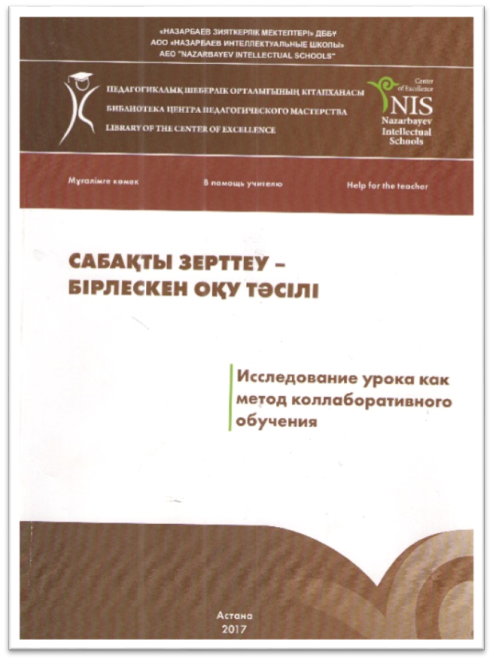 «НАЗАРБАЕВ ЗИЯТКЕРЛІК МЕКТЕПТЕРІ» ДББҰ
АОО «НАЗАРБАЕВ ИНТЕЛЛЕКТУАЛЬНЫЕ ШКОЛЫ»
AEO "NAZARBAYEV INTELLECTUAL SCHOOLS"
ПЕДАГОГИКАЛЫҚ ШЕБЕРЛІК ОРТАЛЫҒЫНЫҢ КІТАПХАНАСЫ
БИБЛИОТЕКА ЦЕНТРА ПЕДАГОГИЧЕСКОГО МАСТЕРСТВА
LIBRARY OF THE CENTER OF EXCELLENCE
Center
of Excellence
NIS
Nazarbayev
Intellectual
Schools
Мұғалімге көмек
В помощь учителю
Help for the teacher
САБАҚТЫ ЗЕРТТЕУ –
БІРЛЕСКЕН ОҚУ ТӘСІЛІ
Исследование урока как
метод коллаборативного
обучения
Астана
2017